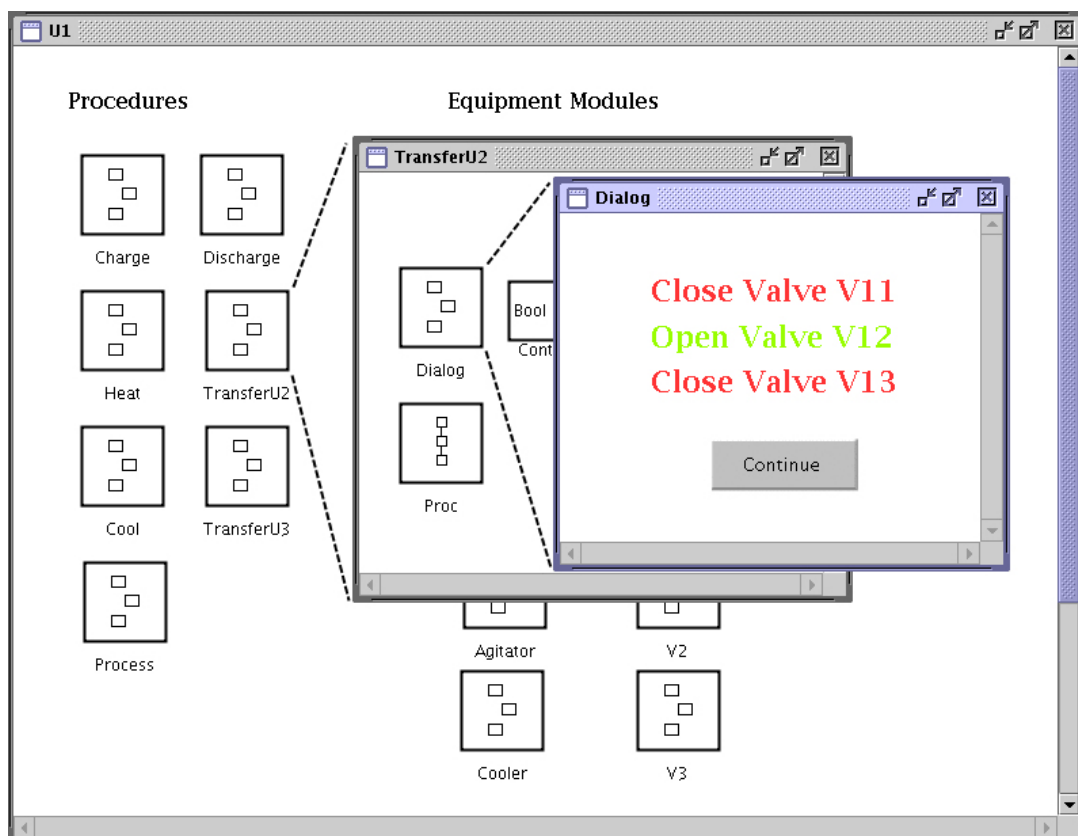 U1
Procedures
Equipment Modules
TransferU2
Dialog
Charge
Discharge
Close Valve V11
Open Valve V12
Close Valve V13
Bool
Cont
Dialog
Heat
TransferU2
Continue
Proc
Cool
TransferU3
Process
Agitator
V2
Cooler
V3